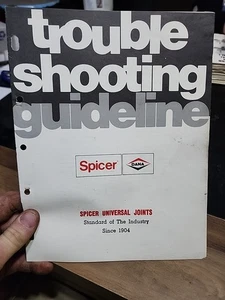 trouble
shooting
guideline
Spicer DANA
SPICER UNIVERSAL JOINTS
Standard of The Industry
Since 1904